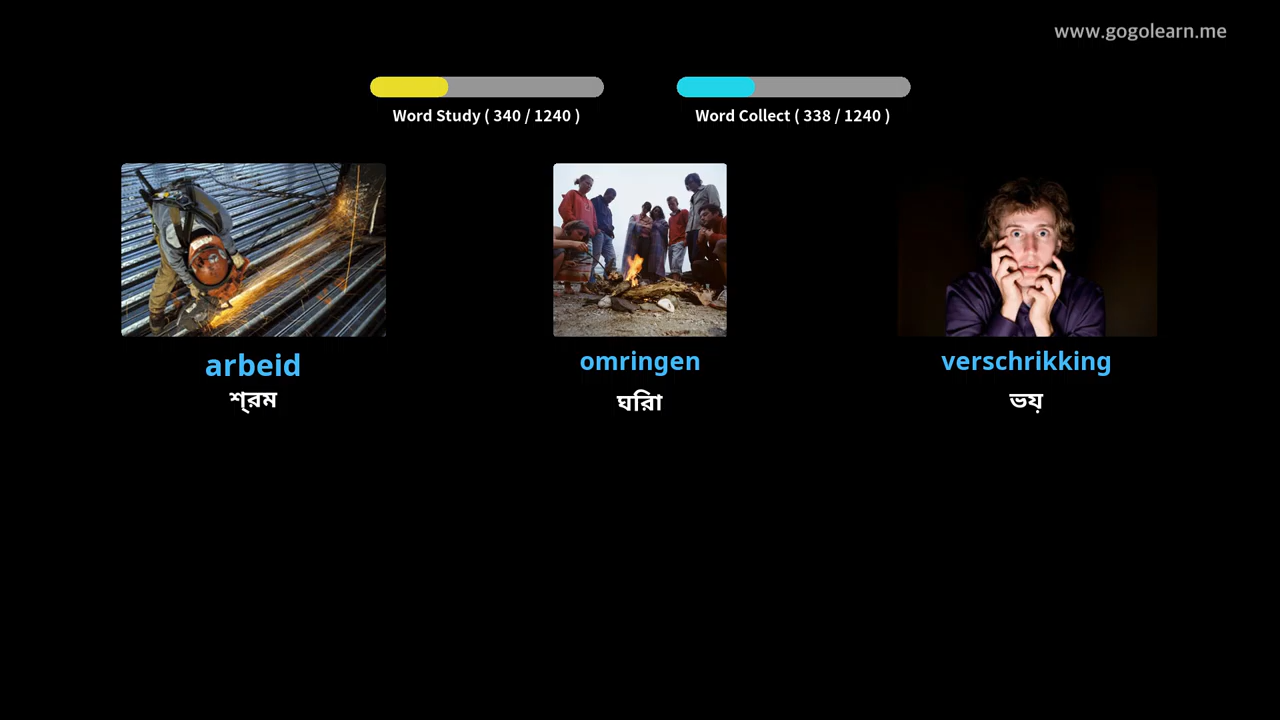 www.gogolearn.me
Word Study ( 340 / 1240 )
Word Collect ( 338 / 1240 )
arbeid
omringen
verschrikking
শ্রম
ঘিরা
ভয়